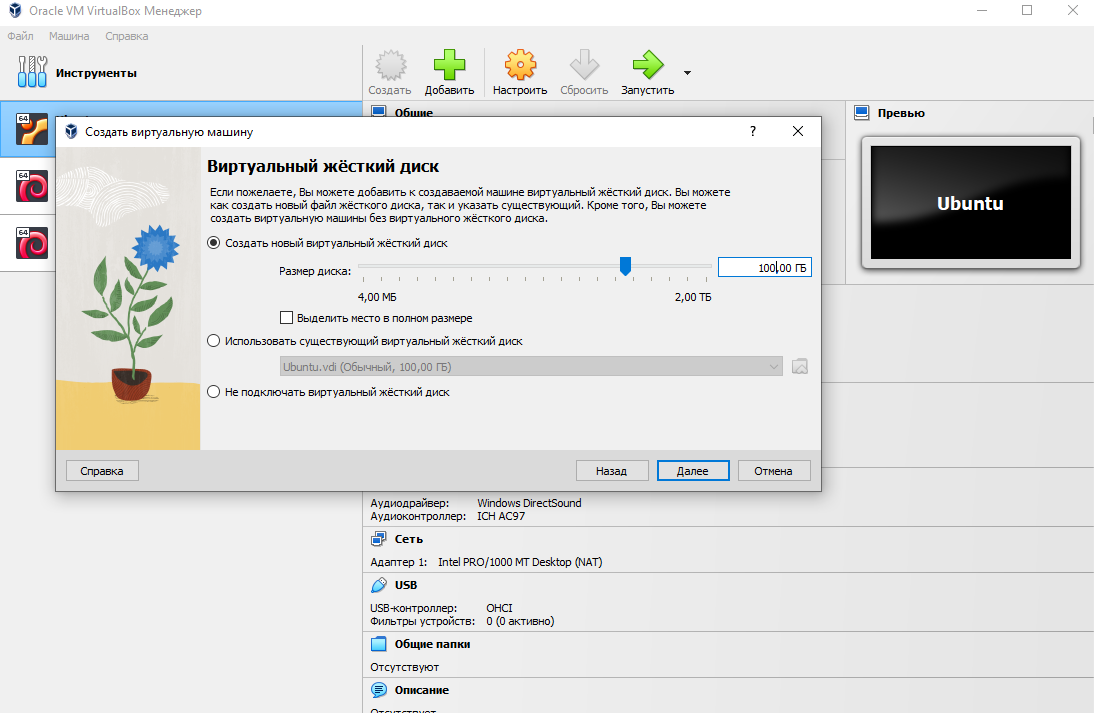 Oracle VM VirtualBox Менеджер
Файл Машина Справка
Инструменты
Создать Добавить Настроить Сбросить Запустить
64
64
64
Общие
Превью
Ubuntu
Создать виртуальную машину
?
Виртуальный жёсткий диск
Если пожелаете, Вы можете добавить к создаваемой машине виртуальный жёсткий диск. Вы можете
как создать новый файл жёсткого диска, так и указать существующий. Кроме того, Вы можете
создать виртуальную машины без виртуального жёсткого диска.
Создать новый виртуальный жёсткий диск
Размер диска:
100,00 ГБ
4,00 МБ 2,00 ТБ
Выделить место в полном размере
Использовать существующий виртуальный жёсткий диск
Ubuntu.vdi (Обычный, 100,00 ГБ)
Не подключать виртуальный жёсткий диск
Справка Назад Далее Отмена
Аудиодрайвер: Windows DirectSound
Аудиоконтроллер: ICH AC97
Сеть
Адаптер 1: Intel PRO/1000 MT Desktop (NAT)
USB
USB-контроллер: OHCI
Фильтры устройств: 0 (0 активно)
Общие папки
Отсутствуют
Описание
Отсутствует